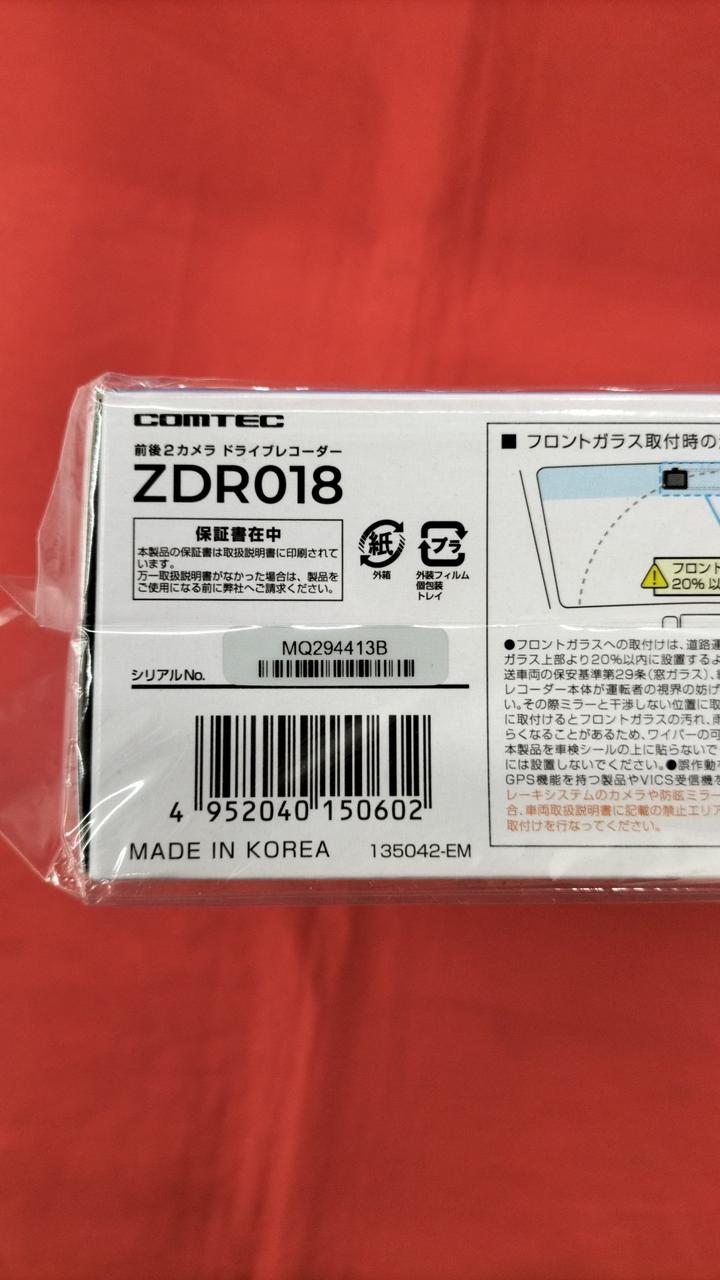 COMTEC
前後2カメラ ドライブレコーダー
ZDR018
保証書在中
本製品の保証書は取扱説明書に印刷されて
います。
万一取扱説明書がなかった場合は、製品を
ご使用になる前に弊社へご請求ください。
紙
外箱
プラ
外装フィルム
個包装
トレイ
MQ294413B
シリアルNo.
4 952040 150602
MADE IN KOREA 135042-EM
■ フロントガラス取付時の
フロント
20% 以
●フロントガラスへの取付けは、道路運
ガラス上部より20%以内に設置するよ
送車両の保安基準第29条(窓ガラス)、
レコーダー本体が運転者の視界の妨げ
い。その際ミラーと干渉しない位置に取
に取付けるとフロントガラスの汚れ、雨
らくなることがあるため、ワイパーの可
本製品を車検シールの上に貼らないで
には設置しないでください。●誤作動
GPS機能を持つ製品やVICS受信機を
レーキシステムのカメラや防眩ミラー
合、車両取扱説明書に記載の禁止エリア
取付けを行なってください。